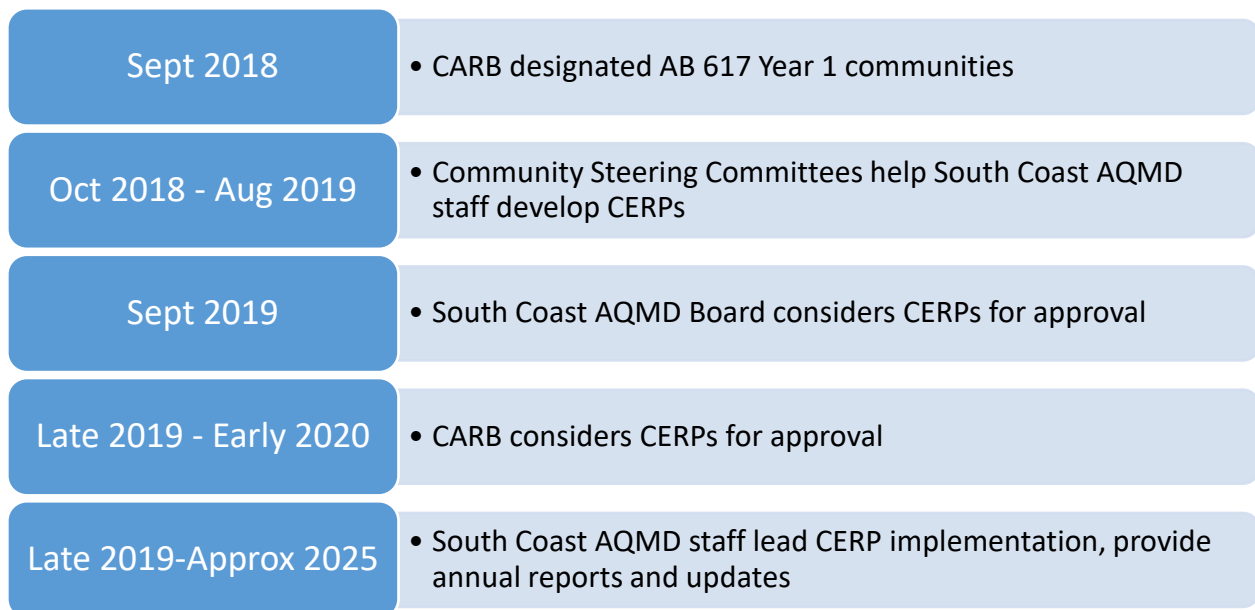 Sept 2018
• CARB designated AB 617 Year 1 communities
Oct 2018 - Aug 2019
• Community Steering Committees help South Coast AQMD
staff develop CERPs
Sept 2019
• South Coast AQMD Board considers CERPs for approval
Late 2019 - Early 2020
• CARB considers CERPs for approval
Late 2019-Approx 2025
• South Coast AQMD staff lead CERP implementation, provide
annual reports and updates